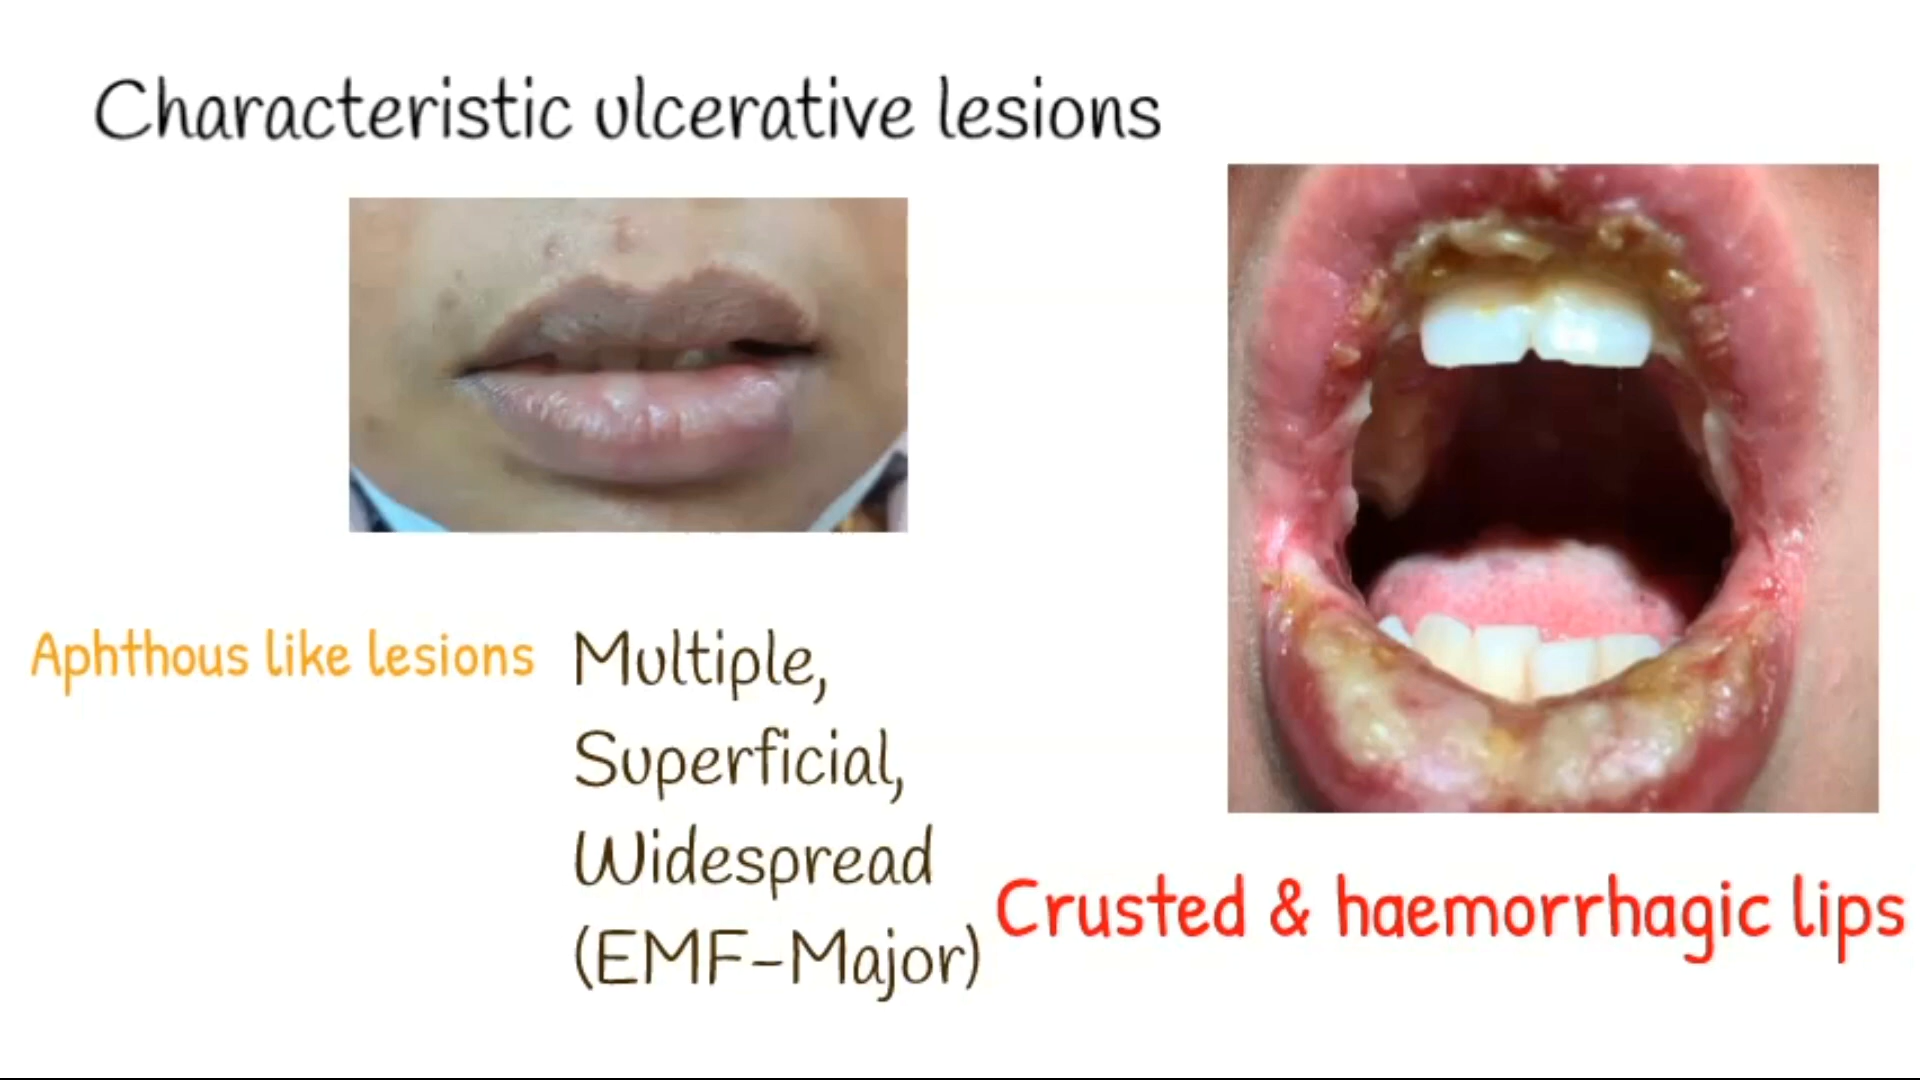 Characteristic ulcerative lesions
Aphthous like lesions
Multiple,
Superficial,
Widespread
(EMF-Major)
Crusted & haemorrhagic lips